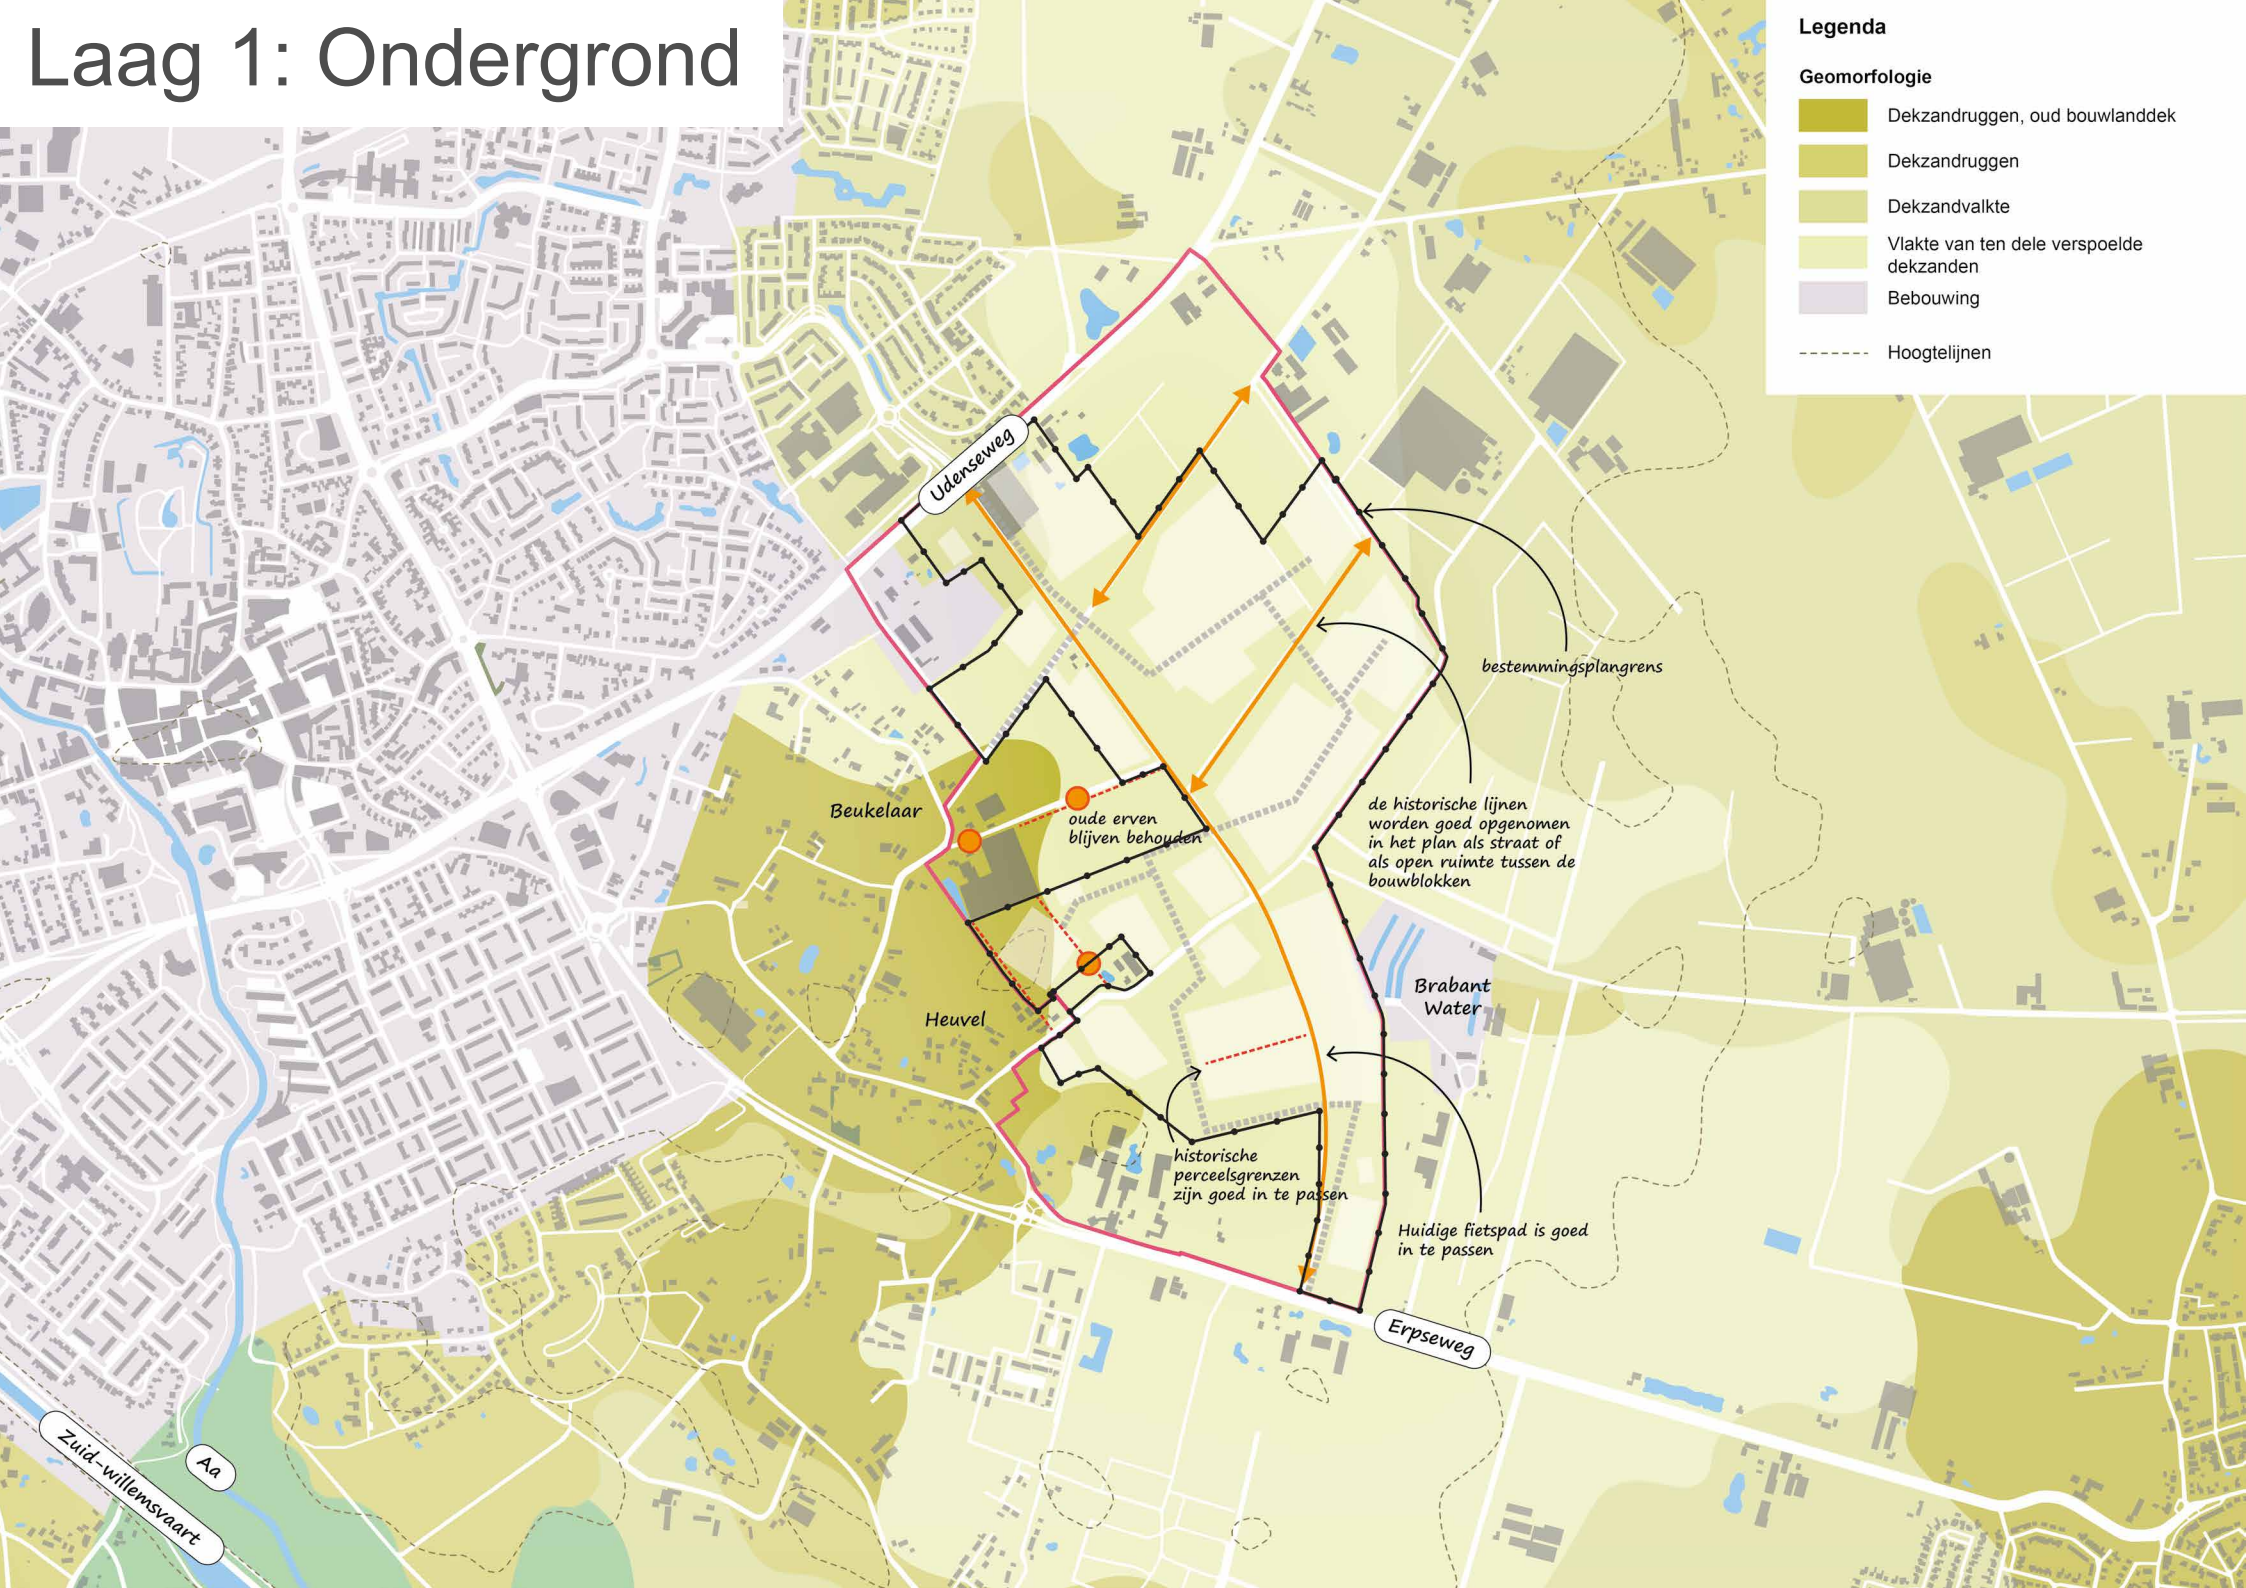 Laag 1: Ondergrond
Legenda
Geomorfologie
Dekzandruggen, oud bouwlanddek
Dekzandruggen
Dekzandvalkte
Vlakte van ten dele verspoelde
dekzanden
Bebouwing
Hoogtelijnen
Udenseweg
bestemmingsplangrens
Beukelaar
oude erven
blijven behouden
de historische lijnen
worden goed opgenomen
in het plan als straat of
als open ruimte tussen de
bouwblokken
Brabant
Water
Heuvel
historische
perceelsgrenzen
zijn goed in te passen
Huidige fietspad is goed
in te passen
Erpseweg
Aa
Zuid-willemsvaart